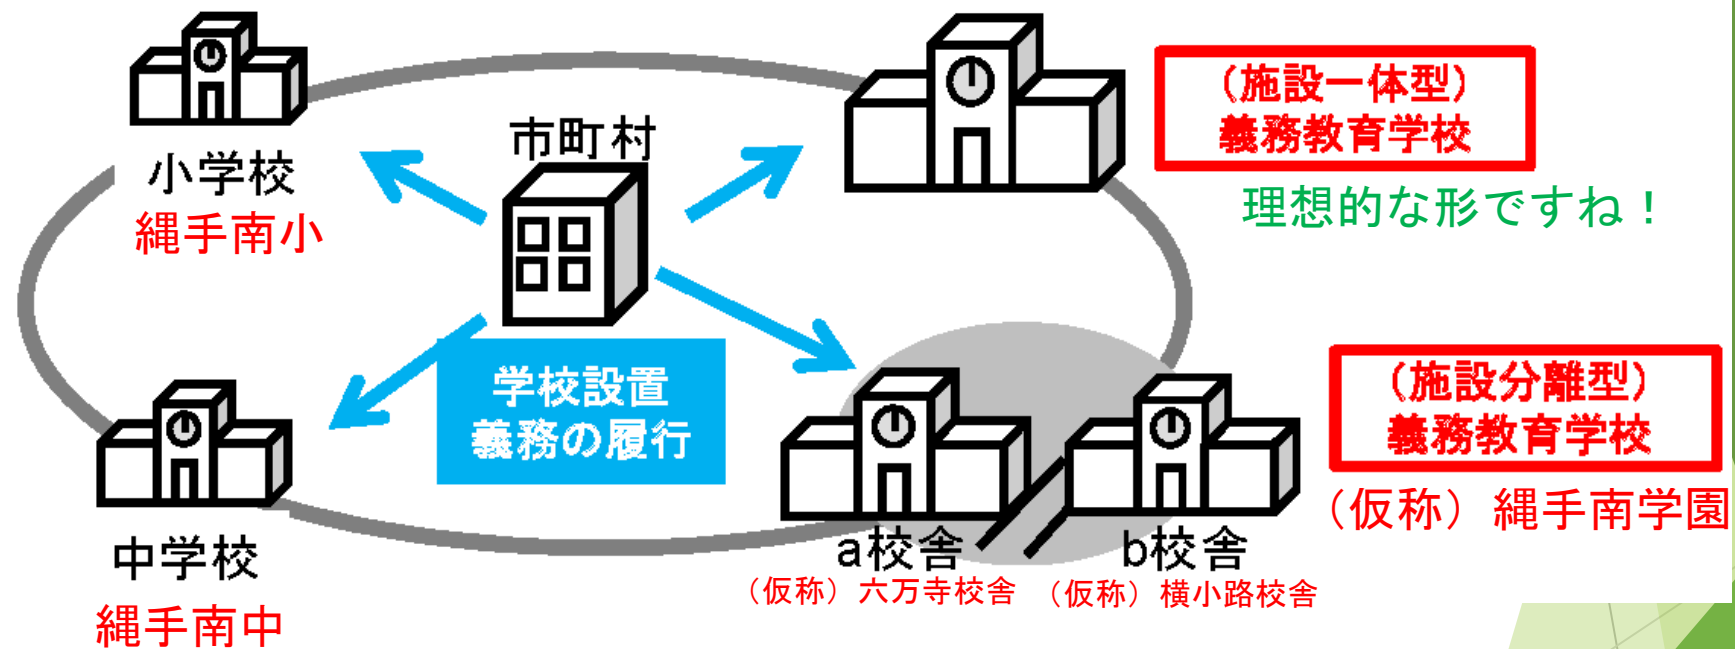 市町村
小学校
縄手南小
(施設一体型)
義務教育学校
理想的な形ですね！
学校設置
義務の履行
中学校
縄手南中
a校舎
(仮称)六万寺校舎
b校舎
(仮称)横小路校舎
(施設分離型)
義務教育学校
(仮称)縄手南学園